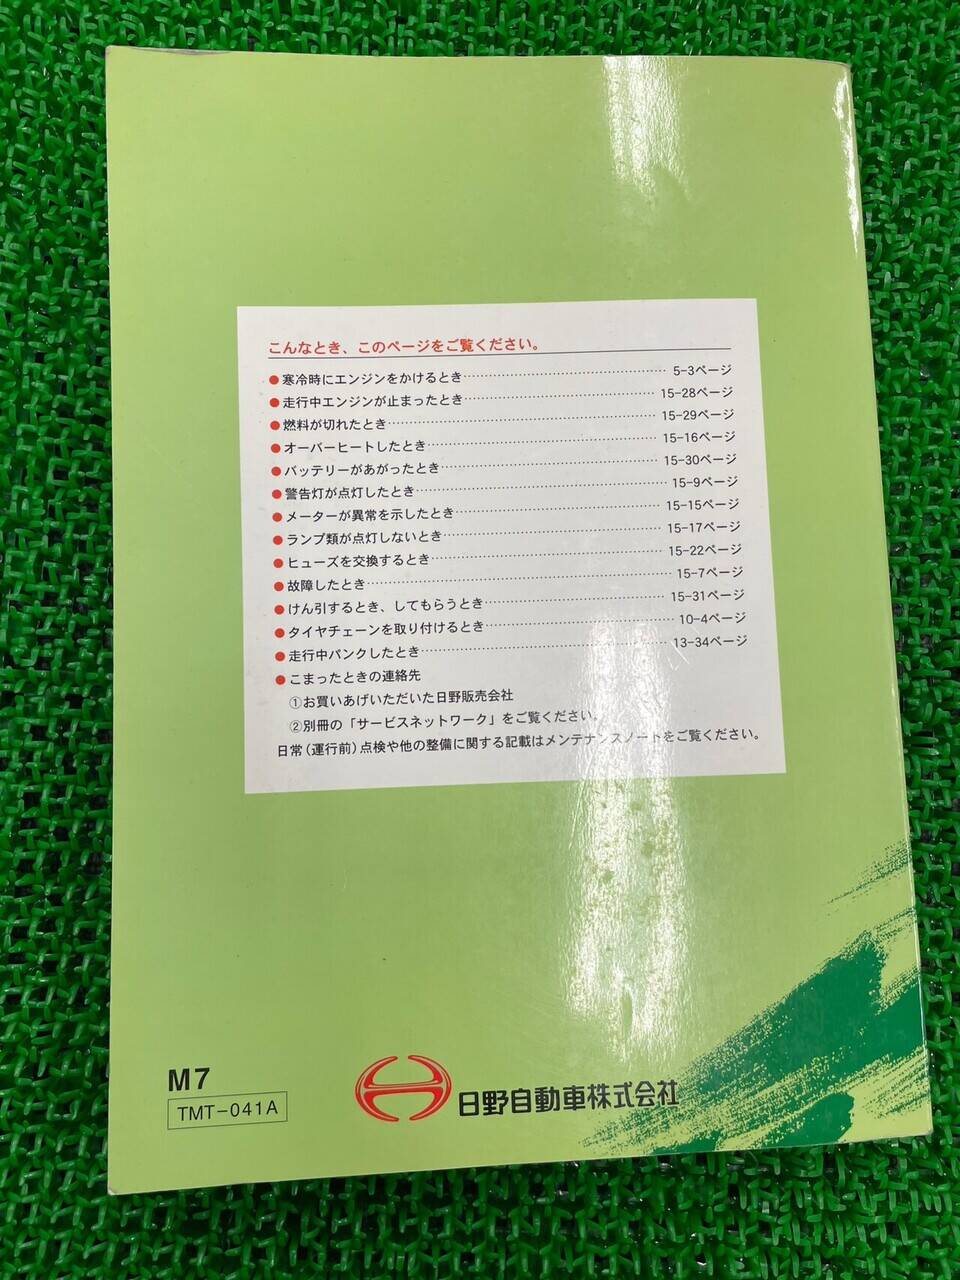 こんなとき、このページをご覧ください。
●寒冷時にエンジンをかけるとき…………5-3ページ
●走行中エンジンが止まったとき…………15-28ページ
●燃料が切れたとき…………15-29ページ
●オーバーヒートしたとき…………15-16ページ
●バッテリーがあがったとき…………15-30ページ
●警告灯が点灯したとき…………15-9ページ
●メーターが異常を示したとき…………15-15ページ
●ランプ類が点灯しないとき…………15-17ページ
●ヒューズを交換するとき…………15-22ページ
●故障したとき…………15-7ページ
●けん引するとき、してもらうとき…………15-31ページ
●タイヤチェーンを取り付けるとき…………10-4ページ
●走行中パンクしたとき…………13-34ページ
●こまったときの連絡先
①お買いあげいただいた日野販売会社
②別冊の「サービスネットワーク」をご覧ください。
日常(運行前)点検や他の整備に関する記載はメンテナンスノートをご覧ください。
M7
TMT-041A
日野自動車株式会社